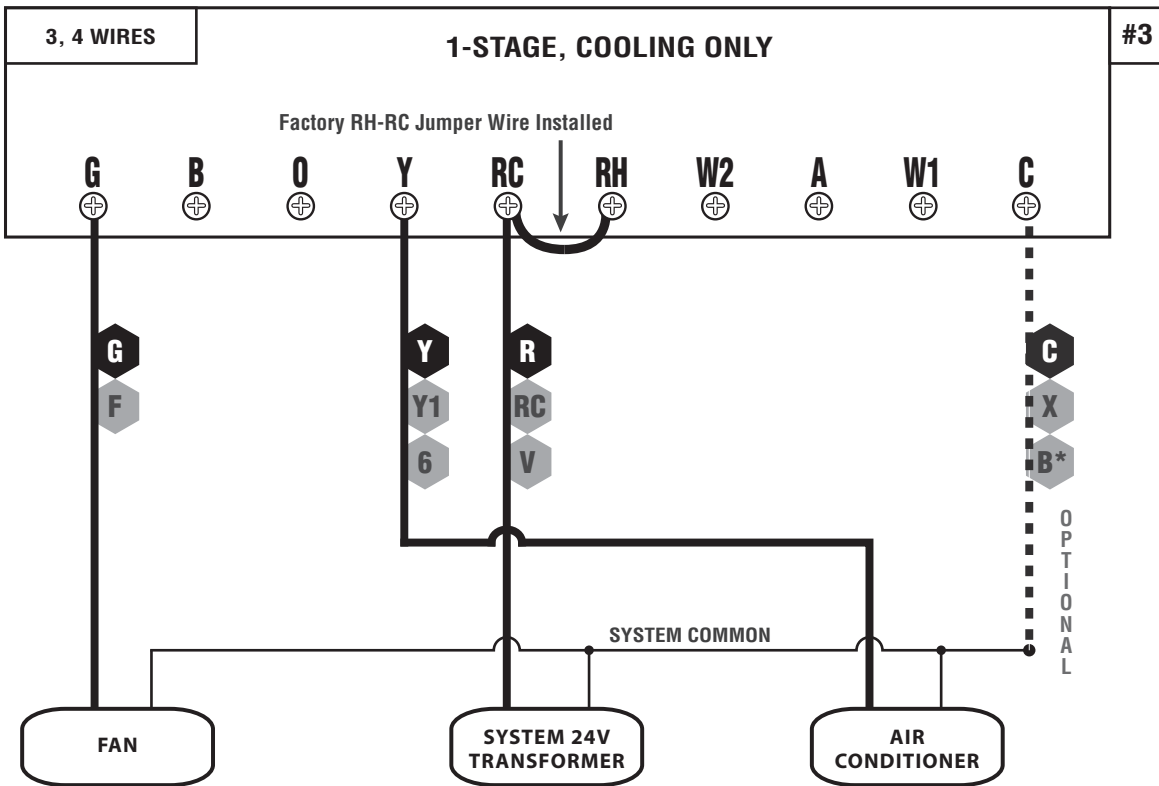 3, 4 WIRES
1-STAGE, COOLING ONLY
#3
Factory RH-RC Jumper Wire Installed
G B O Y RC RH W2 A W1 C
G Y R C
F Y1 RC X
6 V B*
OPTIONAL
SYSTEM COMMON
FAN
SYSTEM 24V
TRANSFORMER
AIR
CONDITIONER